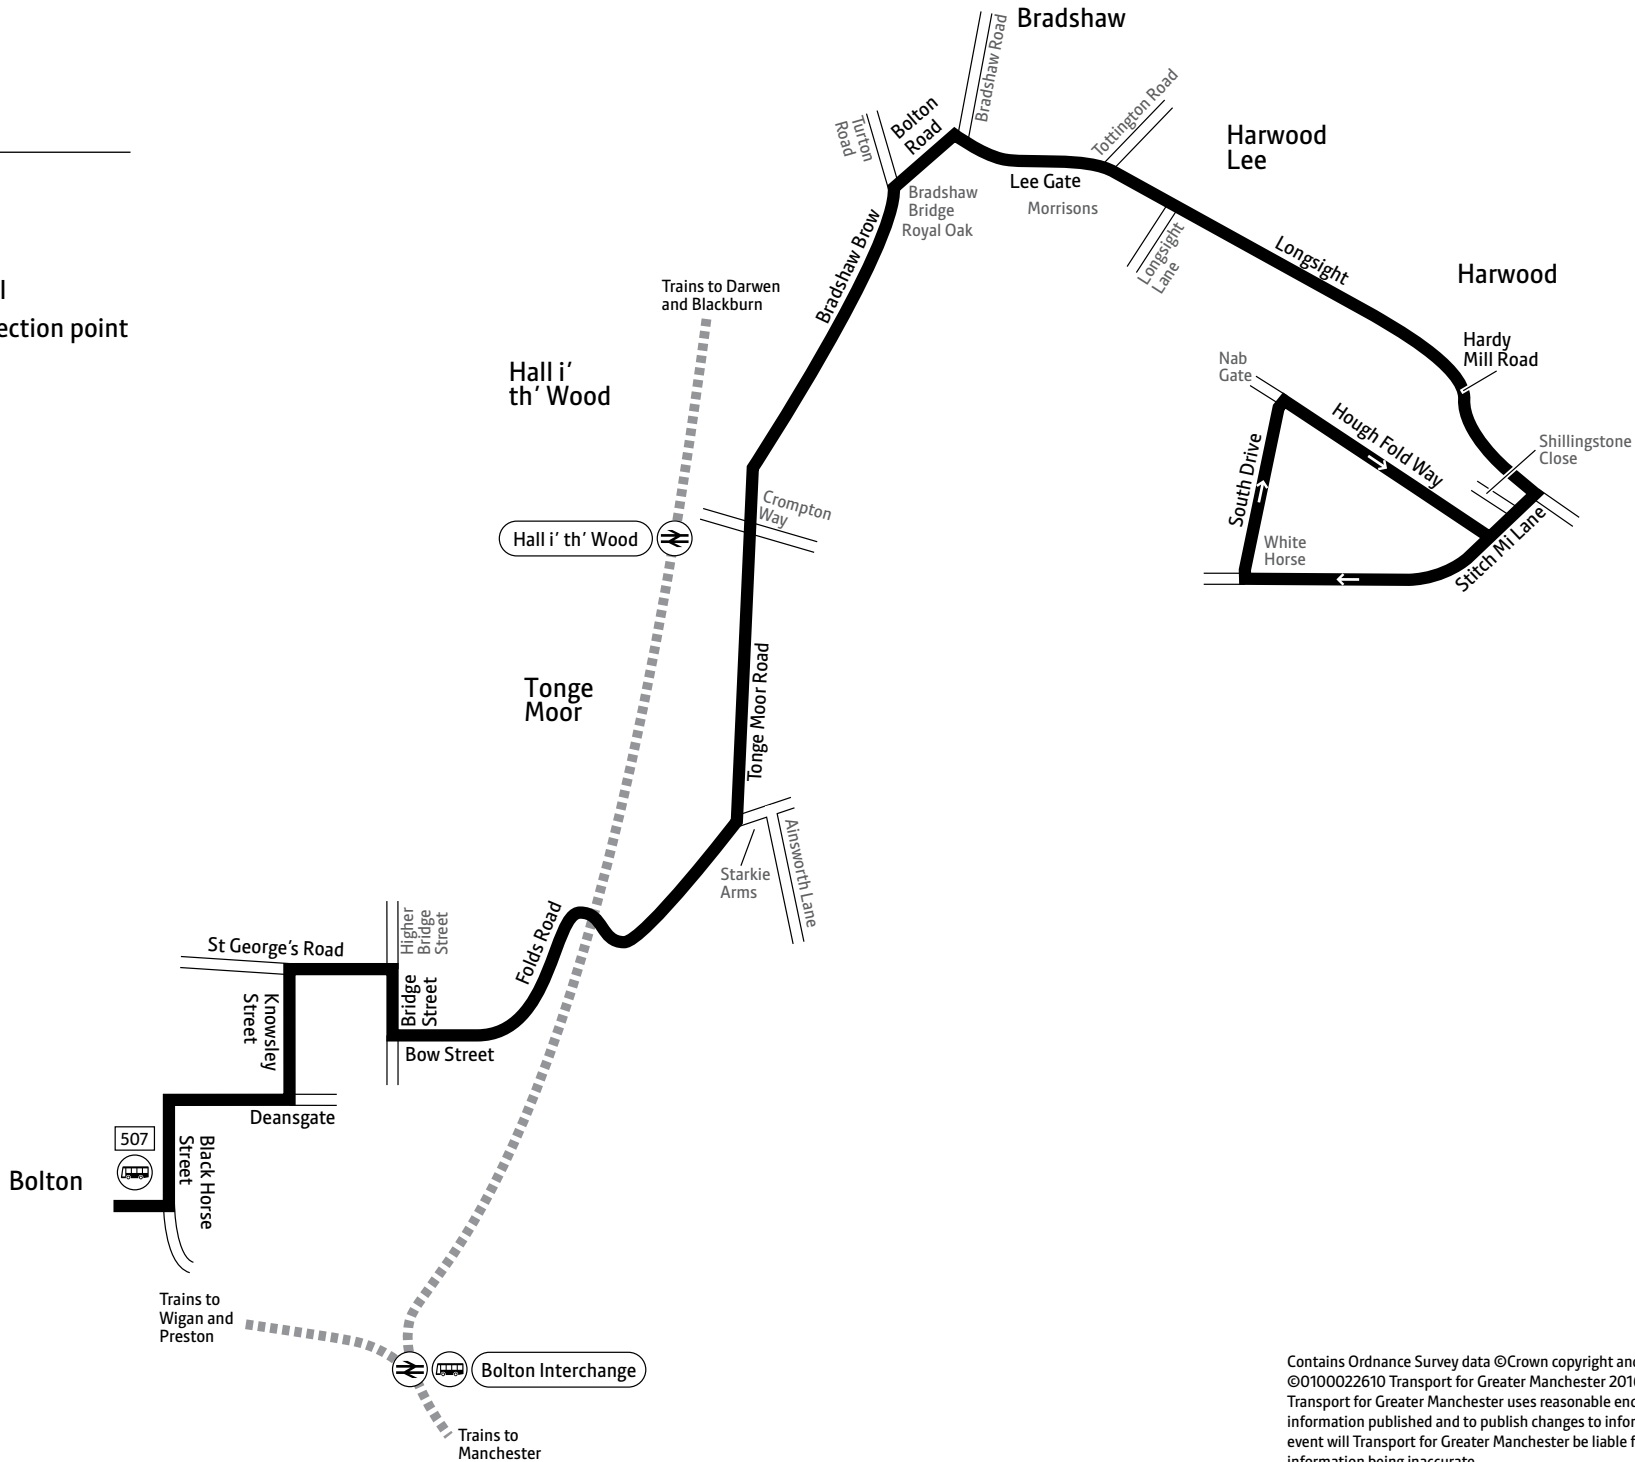 Bradshaw
Bradshaw Road
Tottington Road
Bolton
Road
Turton
Road
Harwood
Lee
Lee Gate
Bradshaw
Bridge
Royal Oak
Morrisons
Longsight
Lane
Longsight
Harwood
Bradshaw Brow
l
ection point
Trains to Darwen
and Blackburn
Hardy
Mill Road
Nab
Gate
Hall i'
th' Wood
Hough Fold Way
Shillingstone
Close
South Drive
Crompton
Way
Hall i' th' Wood
White
Horse
Stitch Mi Lane
Tonge
Moor
Tonge Moor Road
Starkie
Arms
Ainsworth Lane
Folds Road
Higher
Bridge
Street
St George's Road
Knowsley
Street
Bridge
Street
Bow Street
Deansgate
507
Black Horse
Street
Bolton
Trains to
Wigan and
Preston
Bolton Interchange
Trains to
Manchester
Contains Ordnance Survey data ©Crown copyright and
©0100022610 Transport for Greater Manchester 201
Transport for Greater Manchester uses reasonable en
information published and to publish changes to infor
event will Transport for Greater Manchester be liable f
information being inaccurate